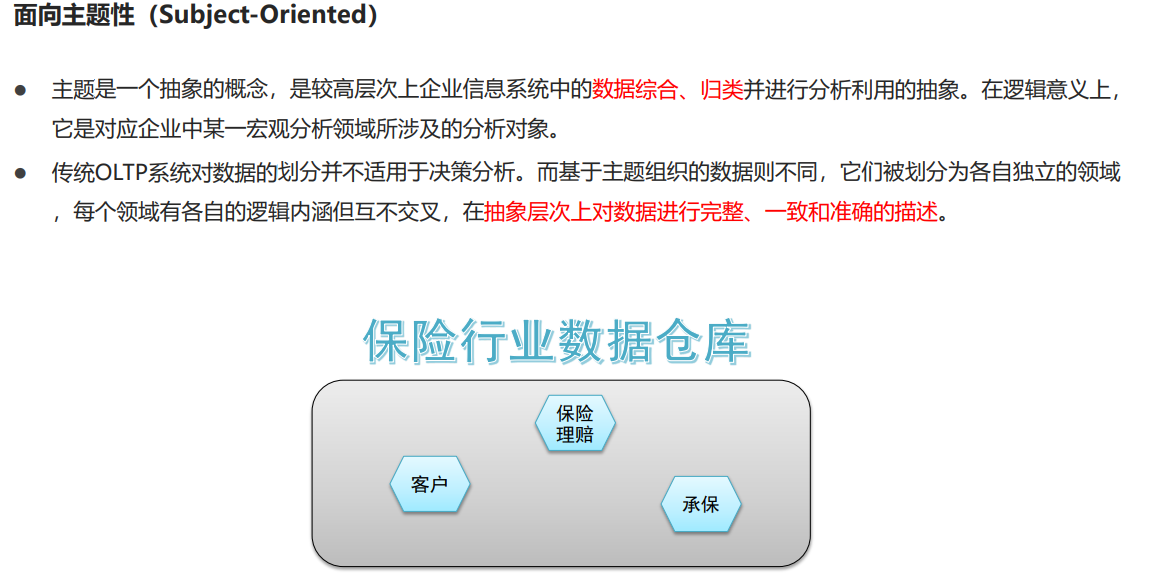 面向主题性（Subject-Oriented）
● 主题是一个抽象的概念，是较高层次上企业信息系统中的数据综合、归类并进行分析利用的抽象。在逻辑意义上，
它是对应企业中某一宏观分析领域所涉及的分析对象。
● 传统OLTP系统对数据的划分并不适用于决策分析。而基于主题组织的数据则不同，它们被划分为各自独立的领域
，每个领域有各自的逻辑内涵但互不交叉，在抽象层次上对数据进行完整、一致和准确的描述。
保险行业数据仓库
保险
理赔
客户
承保